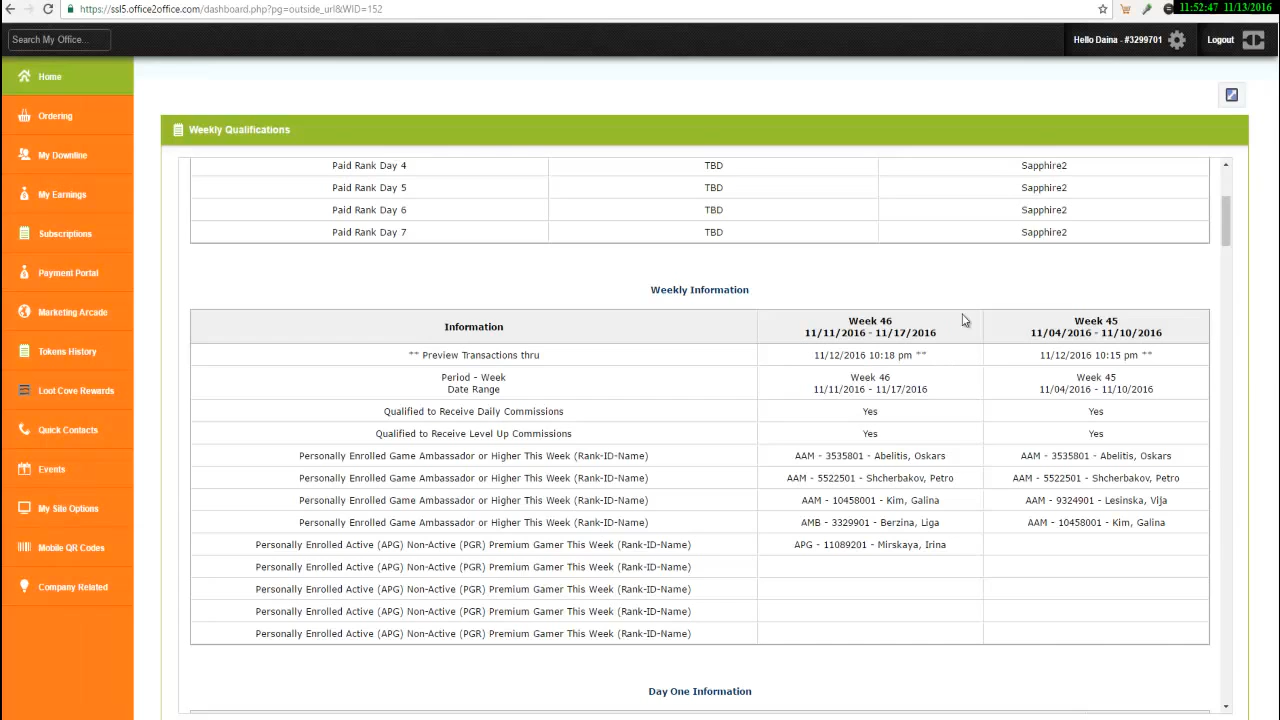 https://ssl5.office2office.com/dashboard.php?pg=outside_url&WID=152
11:52:47 11/13/2016
Search My Office...
Hello Daina - #3299701
Logout
Home
Ordering
My Downline
My Earnings
Subscriptions
Payment Portal
Marketing Arcade
Tokens History
Loot Cove Rewards
Quick Contacts
Events
My Site Options
Mobile QR Codes
Company Related
Weekly Qualifications
Paid Rank Day 4 TBD Sapphire2
Paid Rank Day 5 TBD Sapphire2
Paid Rank Day 6 TBD Sapphire2
Paid Rank Day 7 TBD Sapphire2
Weekly Information
Information
Week 46
11/11/2016 - 11/17/2016
Week 45
11/04/2016 - 11/10/2016
** Preview Transactions thru 11/12/2016 10:18 pm ** 11/12/2016 10:15 pm **
Period - Week
Date Range
Week 46
11/11/2016 - 11/17/2016
Week 45
11/04/2016 - 11/10/2016
Qualified to Receive Daily Commissions Yes Yes
Qualified to Receive Level Up Commissions Yes Yes
Personally Enrolled Game Ambassador or Higher This Week (Rank-ID-Name) AAM - 3535801 - Abelitis, Oskars AAM - 3535801 - Abelitis, Oskars
Personally Enrolled Game Ambassador or Higher This Week (Rank-ID-Name) AAM - 5522501 - Shcherbakov, Petro AAM - 5522501 - Shcherbakov, Petro
Personally Enrolled Game Ambassador or Higher This Week (Rank-ID-Name) AAM - 10458001 - Kim, Galina AAM - 9324901 - Lesinska, Vija
Personally Enrolled Game Ambassador or Higher This Week (Rank-ID-Name) AMB - 3329901 - Berzina, Liga AAM - 10458001 - Kim, Galina
Personally Enrolled Active (APG) Non-Active (PGR) Premium Gamer This Week (Rank-ID-Name) APG - 11089201 - Mirskaya, Irina
Personally Enrolled Active (APG) Non-Active (PGR) Premium Gamer This Week (Rank-ID-Name)
Personally Enrolled Active (APG) Non-Active (PGR) Premium Gamer This Week (Rank-ID-Name)
Personally Enrolled Active (APG) Non-Active (PGR) Premium Gamer This Week (Rank-ID-Name)
Personally Enrolled Active (APG) Non-Active (PGR) Premium Gamer This Week (Rank-ID-Name)
Day One Information